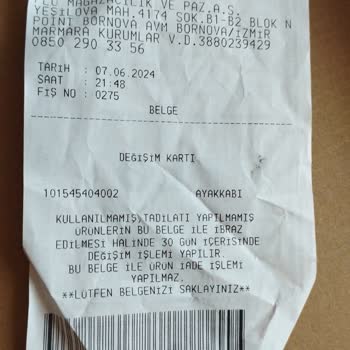 MAĞAZACILIK VE PAZ.A.Ş.
YEŞİLOVA MAH.4174 SOK.B1-B2 BLOK N
POINT BORNOVA AVM BORNOVA/İZMİR
MARMARA KURUMLAR V.D.3880239429
0850 290 33 56
TARİH : 07.06.2024
SAAT : 21:48
FİŞ NO : 0275
BELGE
DEĞİŞİM KARTI
101545404002 AYAKKABI
KULLANILMAMIŞ,TADİLATI YAPILMAMIŞ
ÜRÜNLERİN BU BELGE İLE İBRAZ
EDİLMESİ HALİNDE 30 GÜN İÇERİSİNDE
DEĞİŞİM İŞLEMİ YAPILIR.
BU BELGE İLE ÜRÜN İADE İŞLEMİ
YAPILMAZ.
**LÜTFEN BELGENİZİ SAKLAYINIZ**